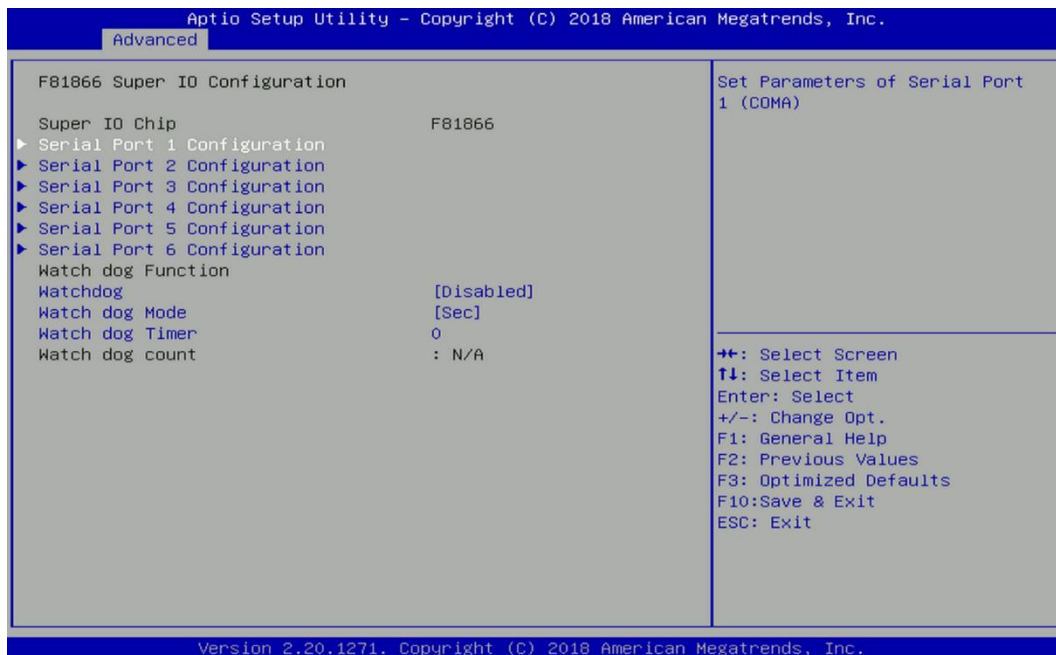 Aptio Setup Utility – Copyright (C) 2018 American Megatrends, Inc.
Advanced
F81866 Super IO Configuration
Super IO Chip F81866
▶ Serial Port 1 Configuration
▶ Serial Port 2 Configuration
▶ Serial Port 3 Configuration
▶ Serial Port 4 Configuration
▶ Serial Port 5 Configuration
▶ Serial Port 6 Configuration
Watch dog Function
Watchdog [Disabled]
Watch dog Mode [Sec]
Watch dog Timer 0
Watch dog count : N/A
Set Parameters of Serial Port
1 (COMA)
→←: Select Screen
↑↓: Select Item
Enter: Select
+/-: Change Opt.
F1: General Help
F2: Previous Values
F3: Optimized Defaults
F10:Save & Exit
ESC: Exit
Version 2.20.1271. Copyright (C) 2018 American Megatrends, Inc.